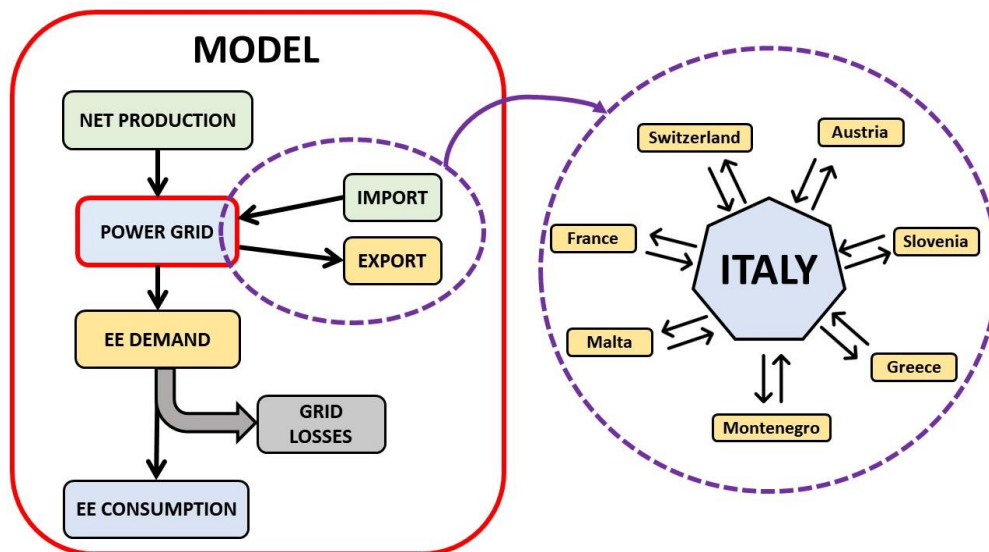 MODEL
NET PRODUCTION
POWER GRID
IMPORT
EXPORT
EE DEMAND
GRID
LOSSES
EE CONSUMPTION
Switzerland
Austria
France
Slovenia
ITALY
Malta
Greece
Montenegro